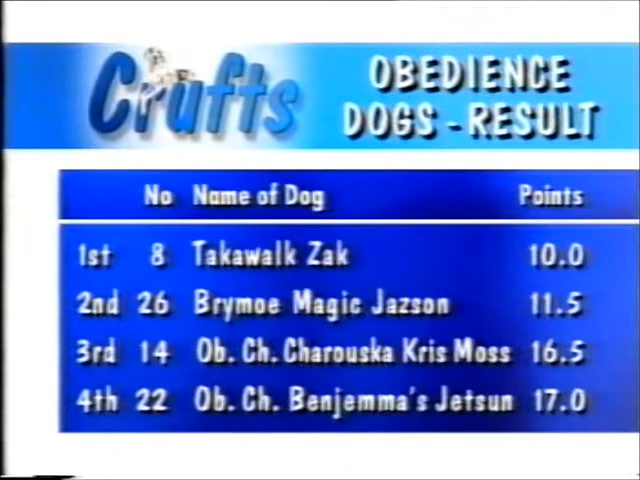 Crufts
OBEDIENCE
DOGS - RESULT
No Name of Dog Points
1st 8 Takawalk Zak 10.0
2nd 26 Brymoe Magic Jazson 11.5
3rd 14 Ob. Ch. Charouska Kris Moss 16.5
4th 22 Ob. Ch. Benjemma's Jetsun 17.0